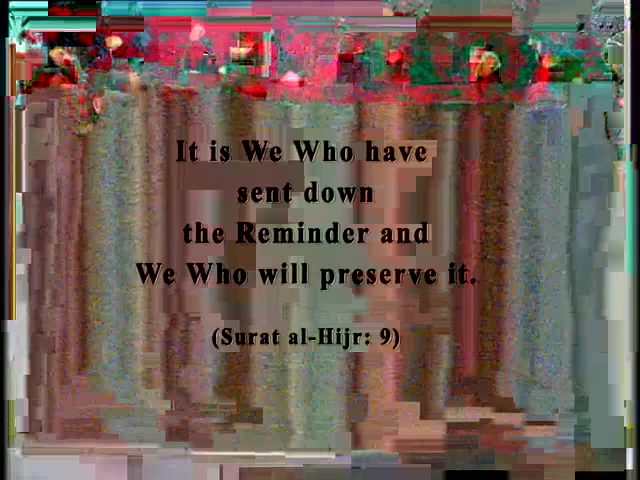 It is We Who have
sent down
the Reminder and
We Who will preserve it.
(Surat al-Hijr: 9)